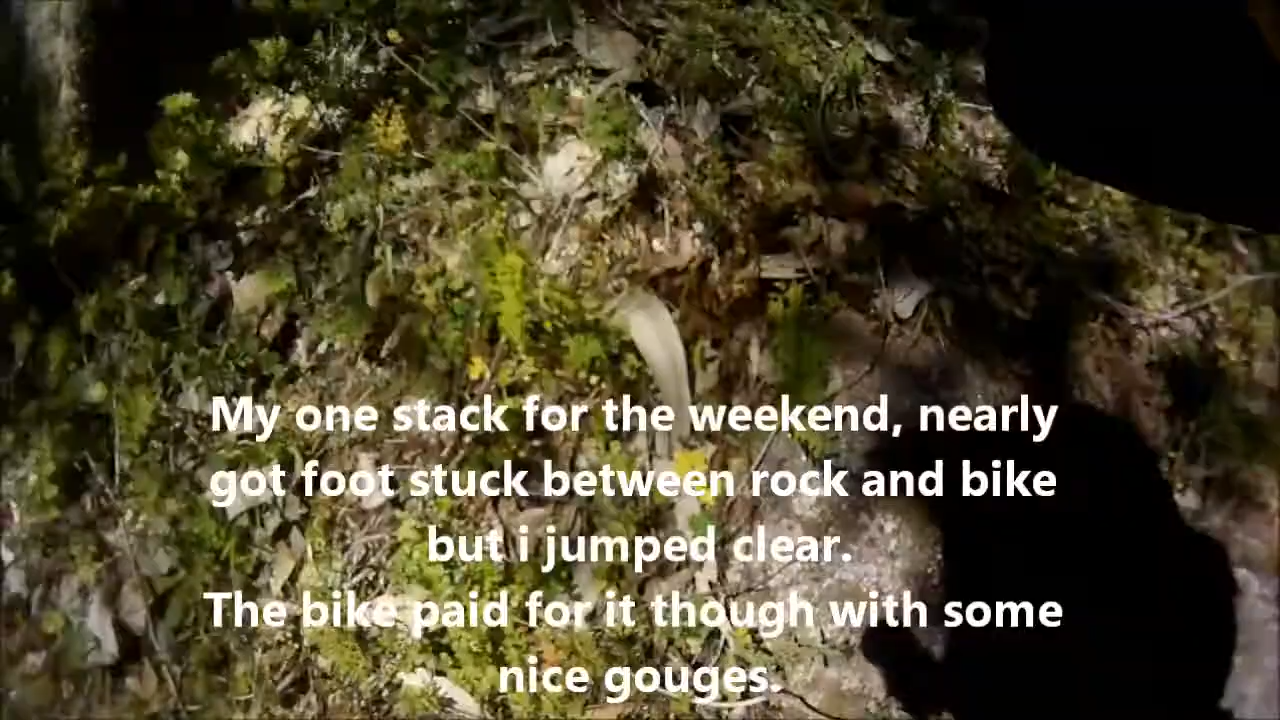 My one stack for the weekend, nearly
got foot stuck between rock and bike
but i jumped clear.
The bike paid for it though with some
nice gouges.